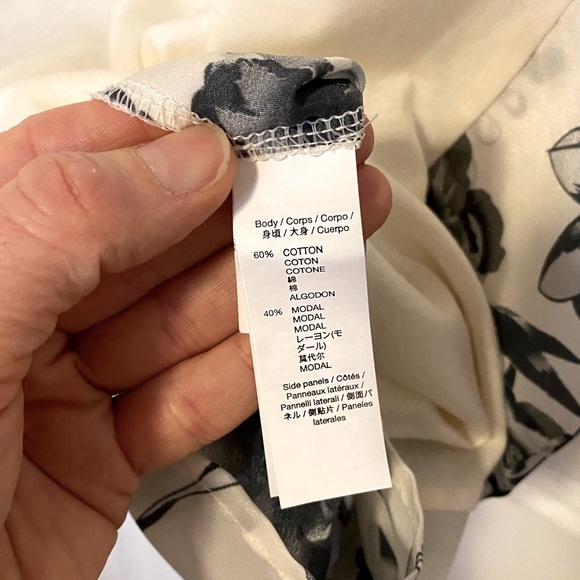 Body / Corps / Corpo /
身頃 / 大身 / Cuerpo
60% COTTON
COTON
COTONE
綿
棉
ALGODON
40% MODAL
MODAL
MODAL
レーヨン(モ
ダール)
莫代尔
MODAL
Side panels / Côtés /
Panneaux latéraux /
Pannelli laterali / 側面パ
ネル / 侧贴片 / Paneles
laterales